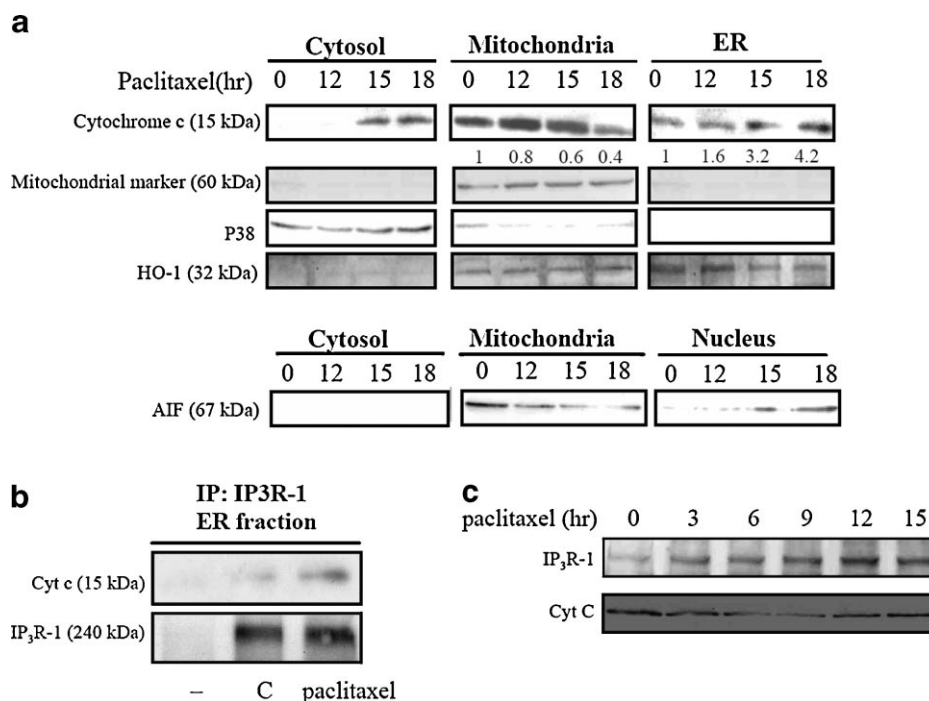 a
Cytosol Mitochondria ER
Paclitaxel(hr) 0 12 15 18 0 12 15 18 0 12 15 18
Cytochrome c (15 kDa)
1 0.8 0.6 0.4 1 1.6 3.2 4.2
Mitochondrial marker (60 kDa)
P38
HO-1 (32 kDa)
Cytosol Mitochondria Nucleus
0 12 15 18 0 12 15 18 0 12 15 18
AIF (67 kDa)
b
IP: IP3R-1
ER fraction
Cyt c (15 kDa)
IP₃R-1 (240 kDa)
– C paclitaxel
c
paclitaxel (hr) 0 3 6 9 12 15
IP₃R-1
Cyt C